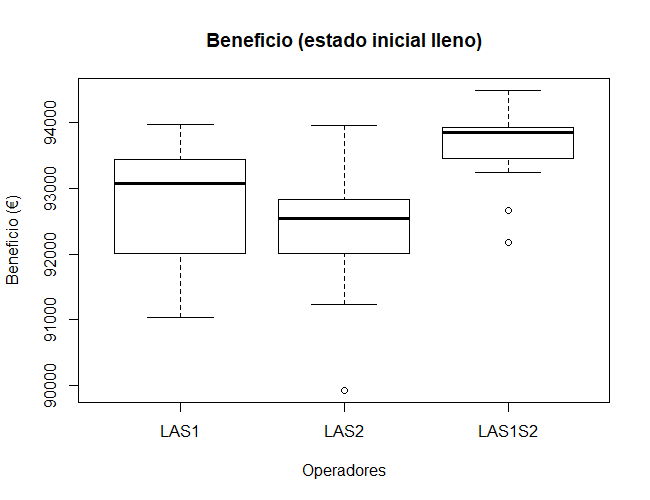 Beneficio (estado inicial lleno)
Beneficio (€)
94000
93000
92000
91000
90000
LAS1 LAS2 LAS1S2
Operadores